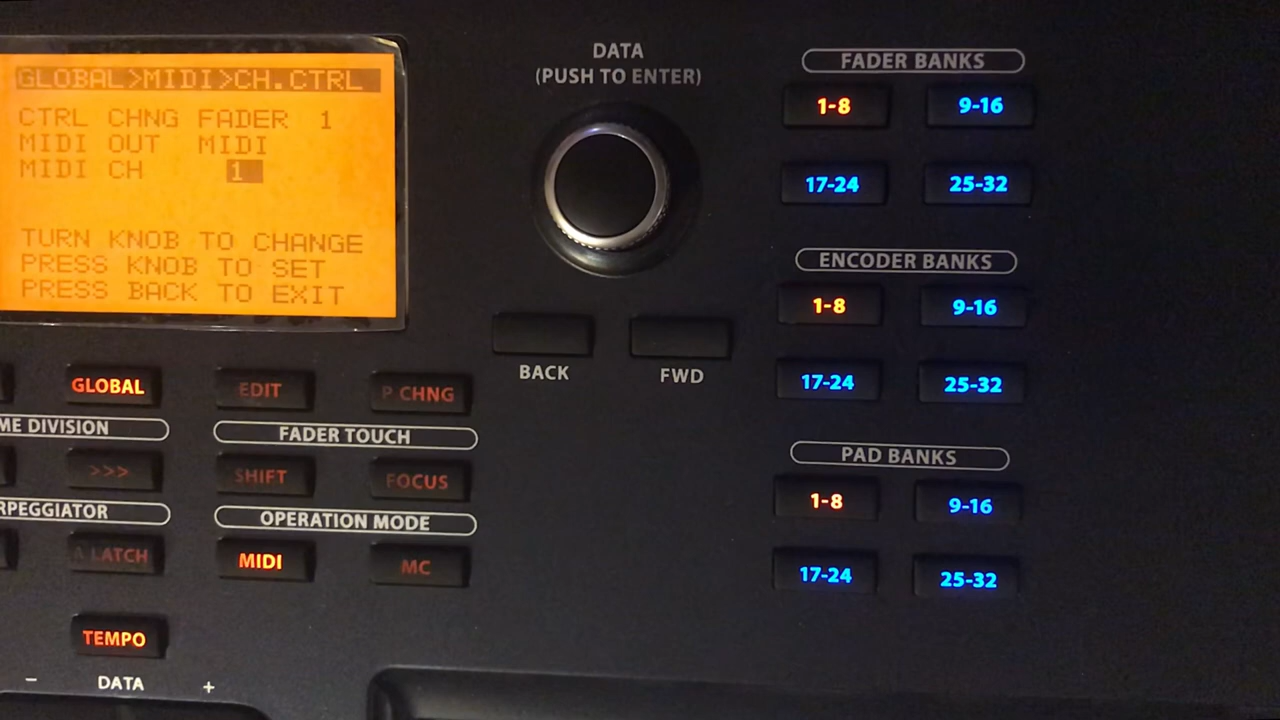 GLOBAL>MIDI>CH.CTRL
CTRL CHNG FADER 1
MIDI OUT MIDI
MIDI CH 1
TURN KNOB TO CHANGE
PRESS KNOB TO SET
PRESS BACK TO EXIT
DATA
(PUSH TO ENTER)
BACK
FWD
GLOBAL
EDIT
P CHNG
ME DIVISION
FADER TOUCH
>>>
SHIFT
FOCUS
RPEGGIATOR
OPERATION MODE
A LATCH
MIDI
MC
TEMPO
− DATA +
FADER BANKS
1-8 9-16
17-24 25-32
ENCODER BANKS
1-8 9-16
17-24 25-32
PAD BANKS
1-8 9-16
17-24 25-32